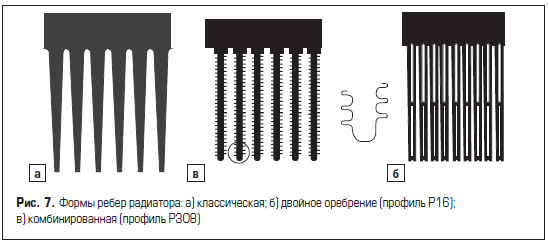 а
в
б
Рис. 7. Формы ребер радиатора: а) классическая; б) двойное оребрение (профиль Р16);
в) комбинированная (профиль Р308)